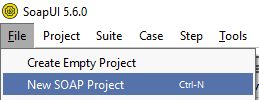 SoapUI 5.6.0
File Project Suite Case Step Tools
Create Empty Project
New SOAP Project Ctrl-N